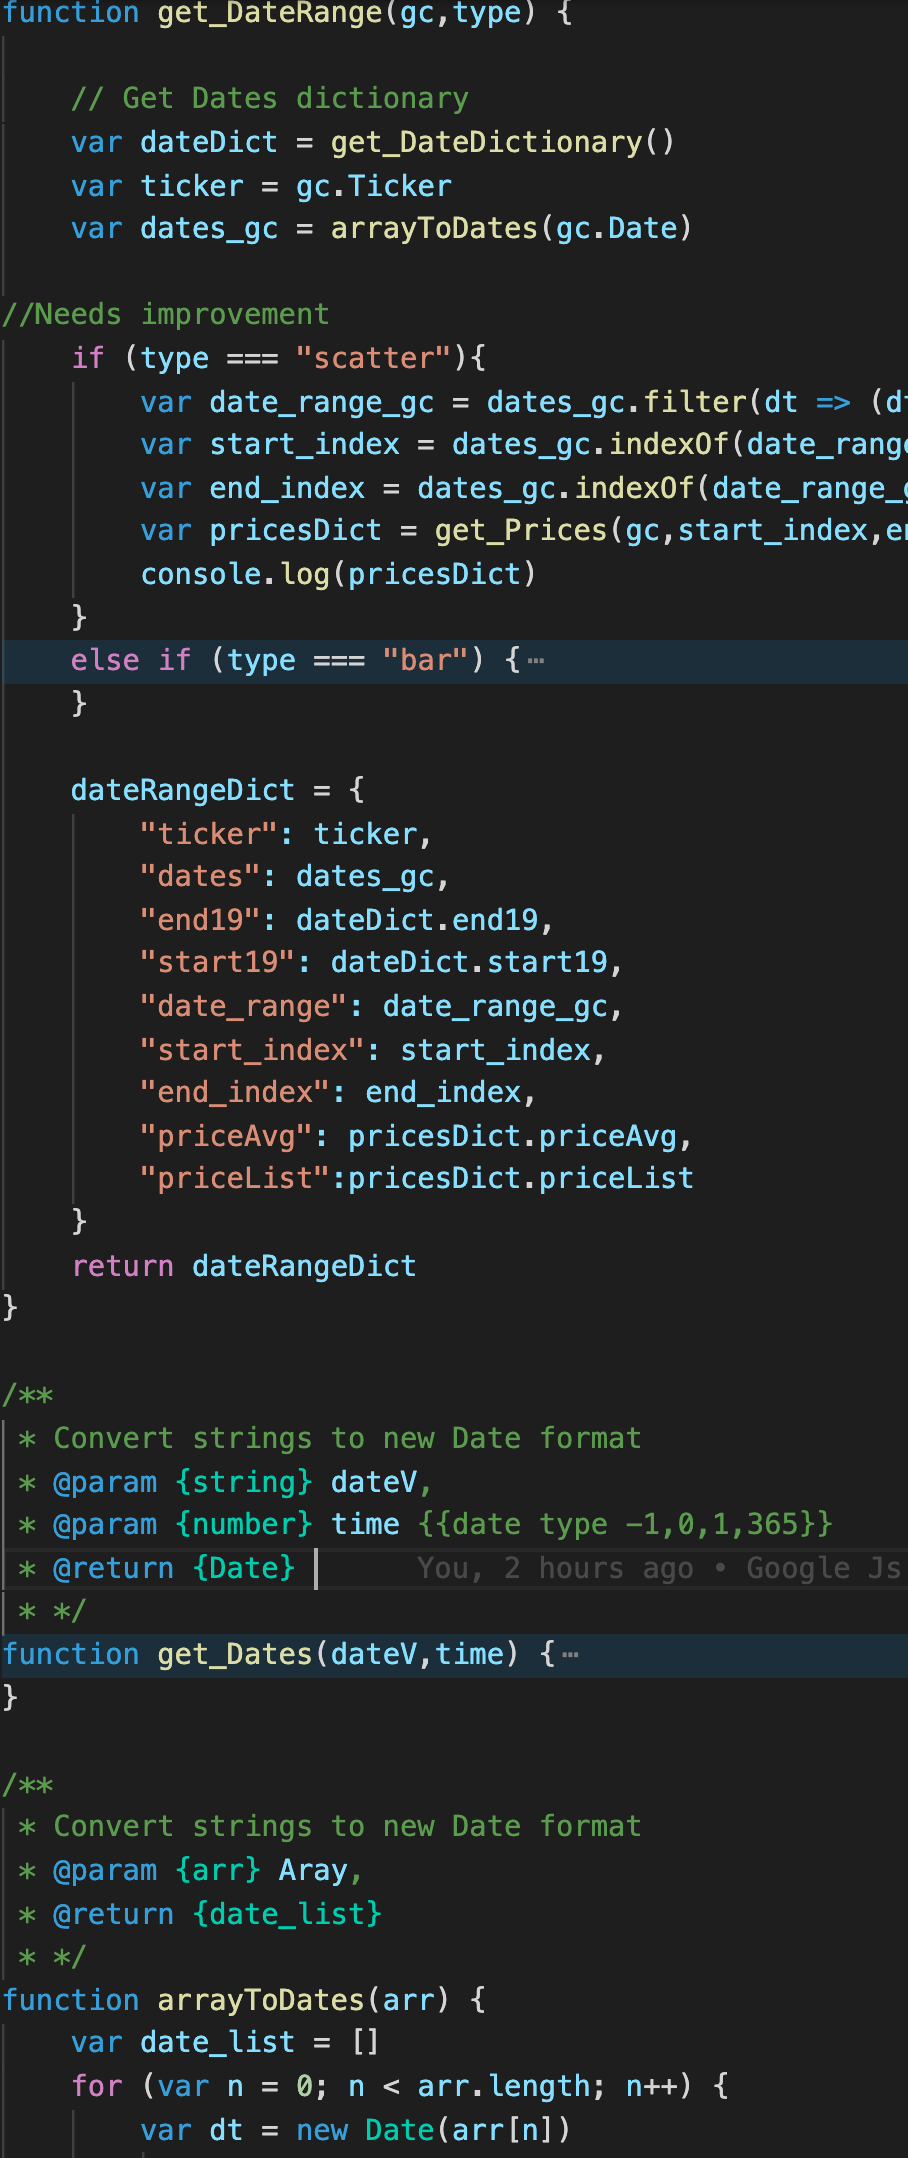 function get_DateRange(gc,type) {
// Get Dates dictionary
var dateDict = get_DateDictionary()
var ticker = gc.Ticker
var dates_gc = arrayToDates(gc.Date)
//Needs improvement
if (type === "scatter"){
var date_range_gc = dates_gc.filter(dt => (dt
var start_index = dates_gc.indexOf(date_range
var end_index = dates_gc.indexOf(date_range_g
var pricesDict = get_Prices(gc,start_index,en
console.log(pricesDict)
}
else if (type === "bar") {⋯
}
dateRangeDict = {
"ticker": ticker,
"dates": dates_gc,
"end19": dateDict.end19,
"start19": dateDict.start19,
"date_range": date_range_gc,
"start_index": start_index,
"end_index": end_index,
"priceAvg": pricesDict.priceAvg,
"priceList":pricesDict.priceList
}
return dateRangeDict
}
/**
* Convert strings to new Date format
* @param {string} dateV,
* @param {number} time {{date type -1,0,1,365}}
* @return {Date} You, 2 hours ago • Google Js
* */
function get_Dates(dateV,time) {⋯
}
/**
* Convert strings to new Date format
* @param {arr} Aray,
* @return {date_list}
* */
function arrayToDates(arr) {
var date_list = []
for (var n = 0; n < arr.length; n++) {
var dt = new Date(arr[n])